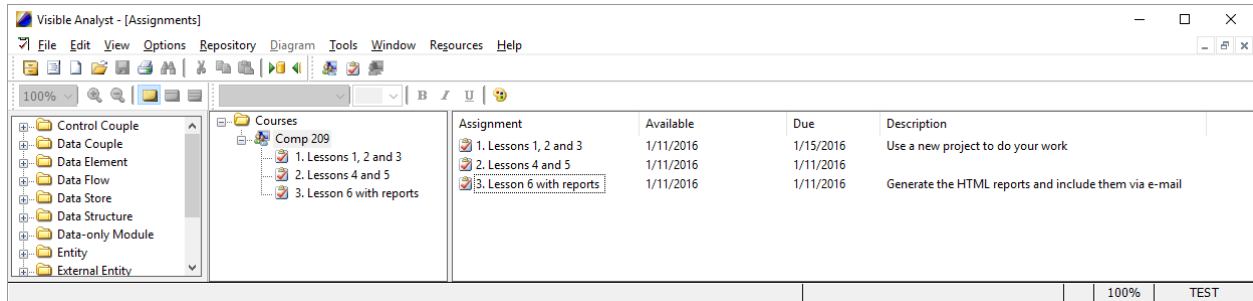 Visible Analyst - [Assignments]
File Edit View Options Repository Diagram Tools Window Resources Help
100% B I U
Control Couple
Data Couple
Data Element
Data Flow
Data Store
Data Structure
Data-only Module
Entity
External Entity
Courses
Comp 209
1. Lessons 1, 2 and 3
2. Lessons 4 and 5
3. Lesson 6 with reports
Assignment Available Due Description
1. Lessons 1, 2 and 3 1/11/2016 1/15/2016 Use a new project to do your work
2. Lessons 4 and 5 1/11/2016 1/11/2016
3. Lesson 6 with reports 1/11/2016 1/11/2016 Generate the HTML reports and include them via e-mail
100% TEST